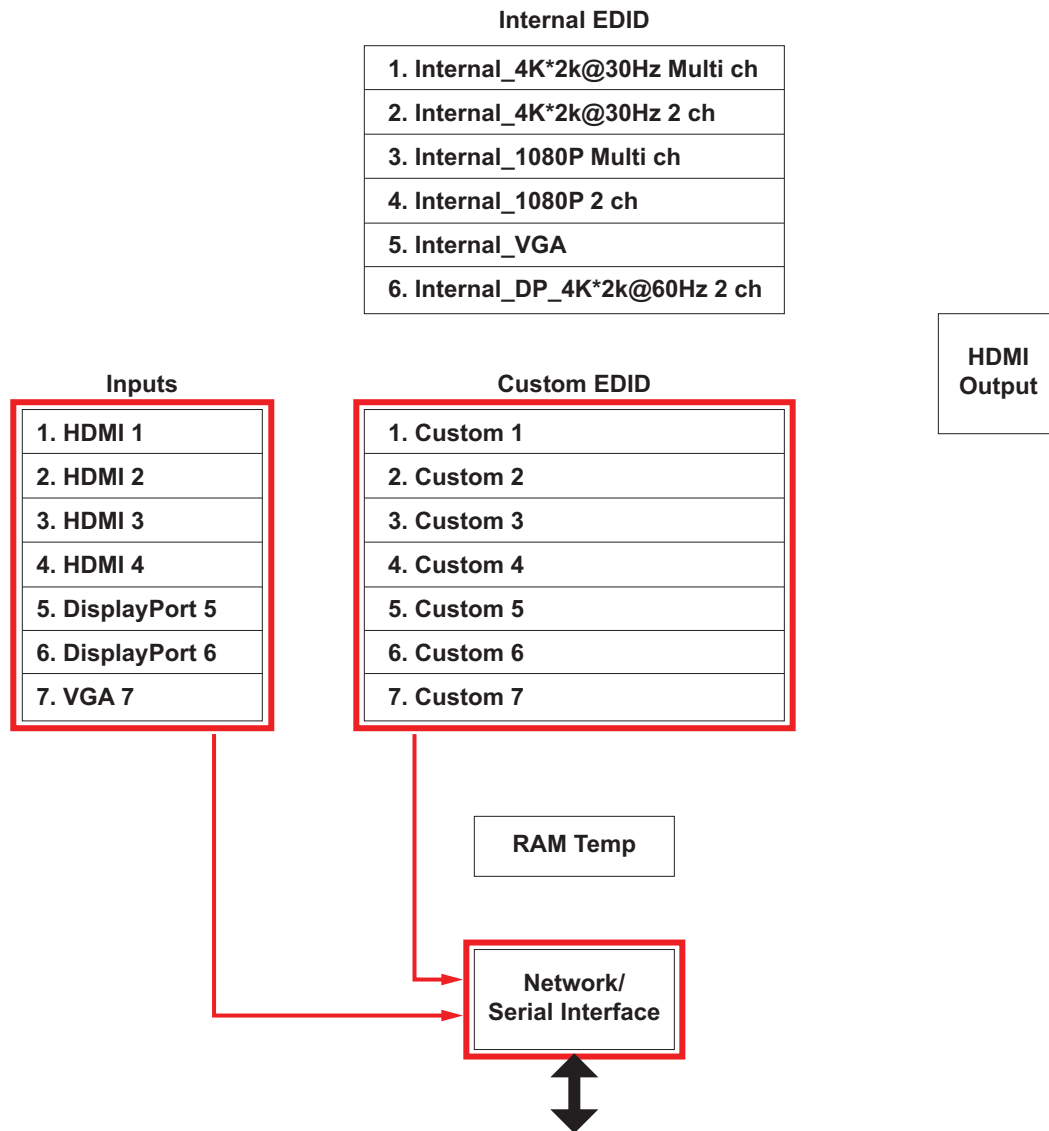 Internal EDID
1. Internal_4K*2k@30Hz Multi ch
2. Internal_4K*2k@30Hz 2 ch
3. Internal_1080P Multi ch
4. Internal_1080P 2 ch
5. Internal_VGA
6. Internal_DP_4K*2k@60Hz 2 ch
HDMI
Output
Inputs
1. HDMI 1
2. HDMI 2
3. HDMI 3
4. HDMI 4
5. DisplayPort 5
6. DisplayPort 6
7. VGA 7
Custom EDID
1. Custom 1
2. Custom 2
3. Custom 3
4. Custom 4
5. Custom 5
6. Custom 6
7. Custom 7
RAM Temp
Network/
Serial Interface